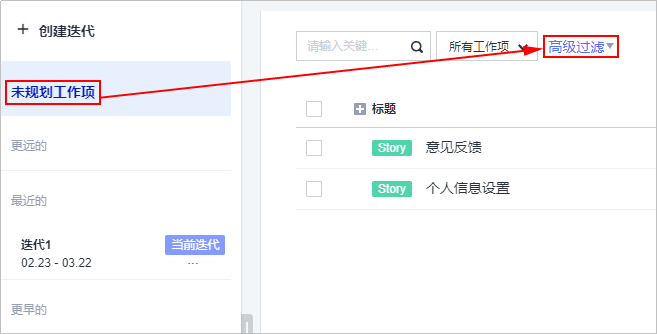 + 创建迭代
未规划工作项
更远的
最近的
迭代1
当前迭代
02.23 - 03.22
...
更早的
请输入关键...
所有工作项
高级过滤
标题
Story 意见反馈
Story 个人信息设置